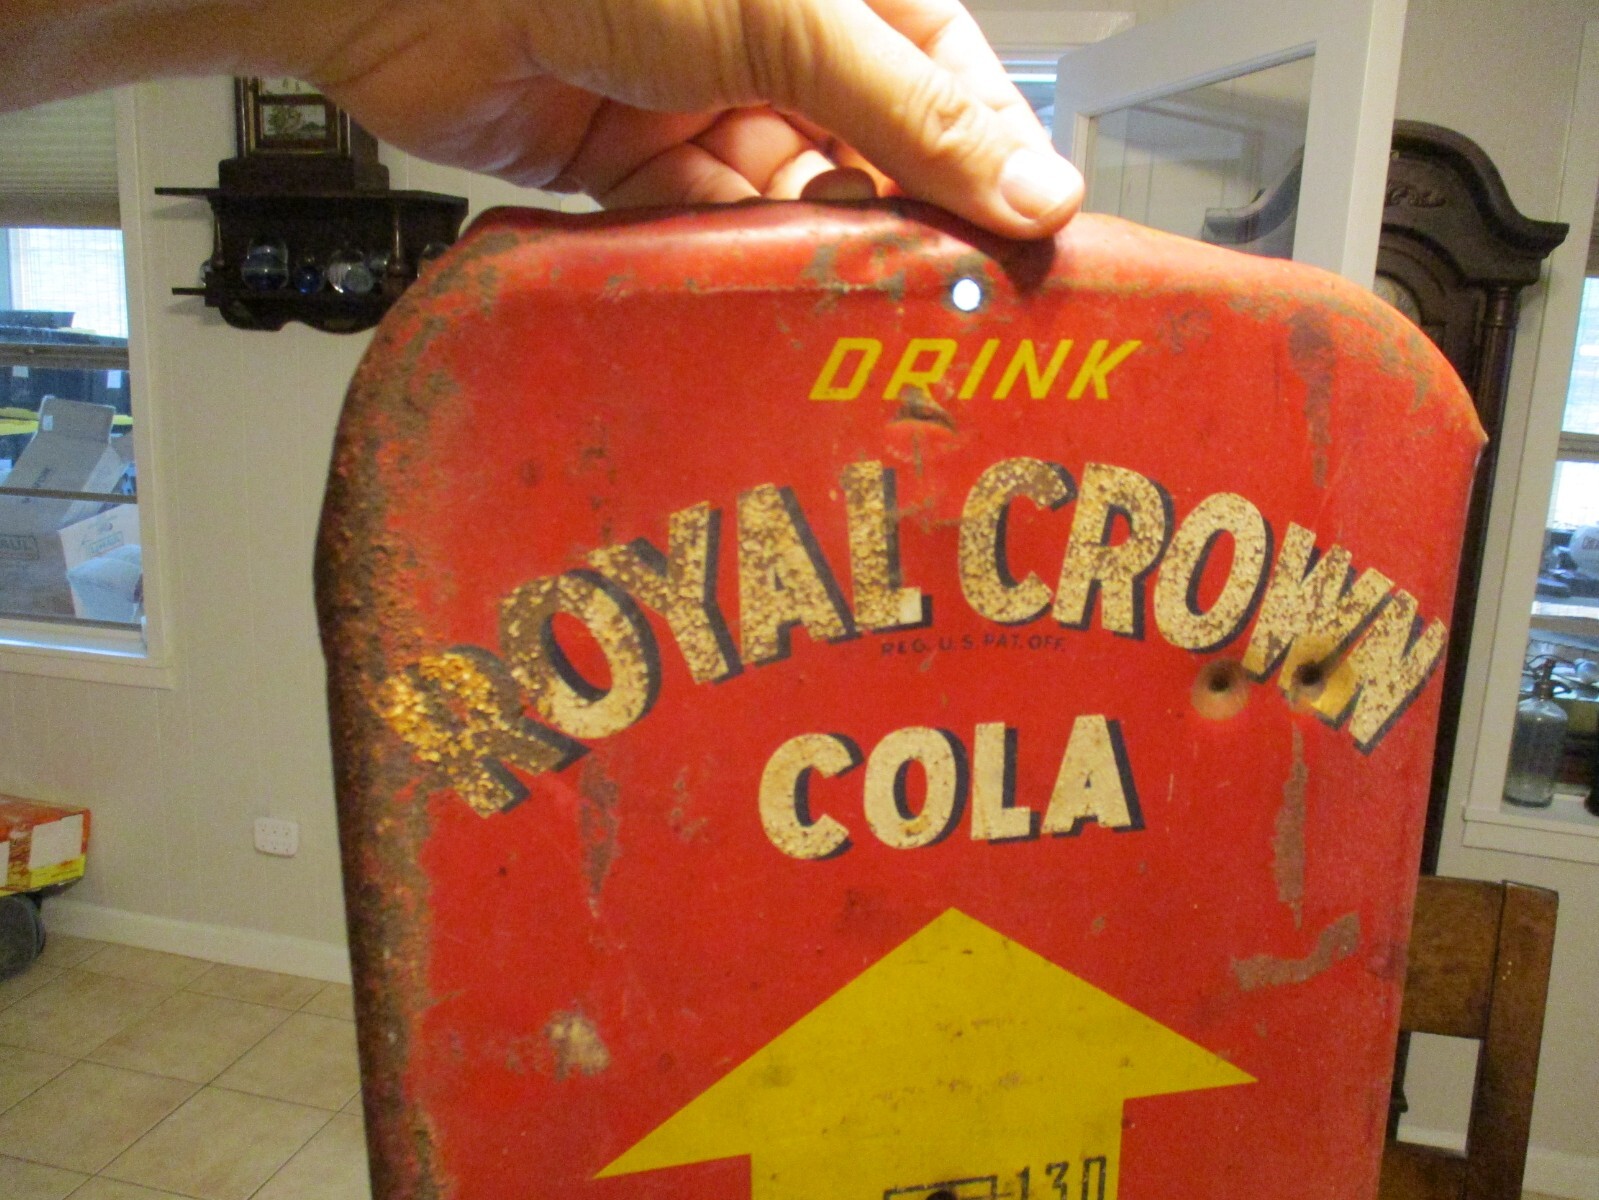 DRINK
ROYAL CROWN
REG. U.S. PAT. OFF.
COLA
130